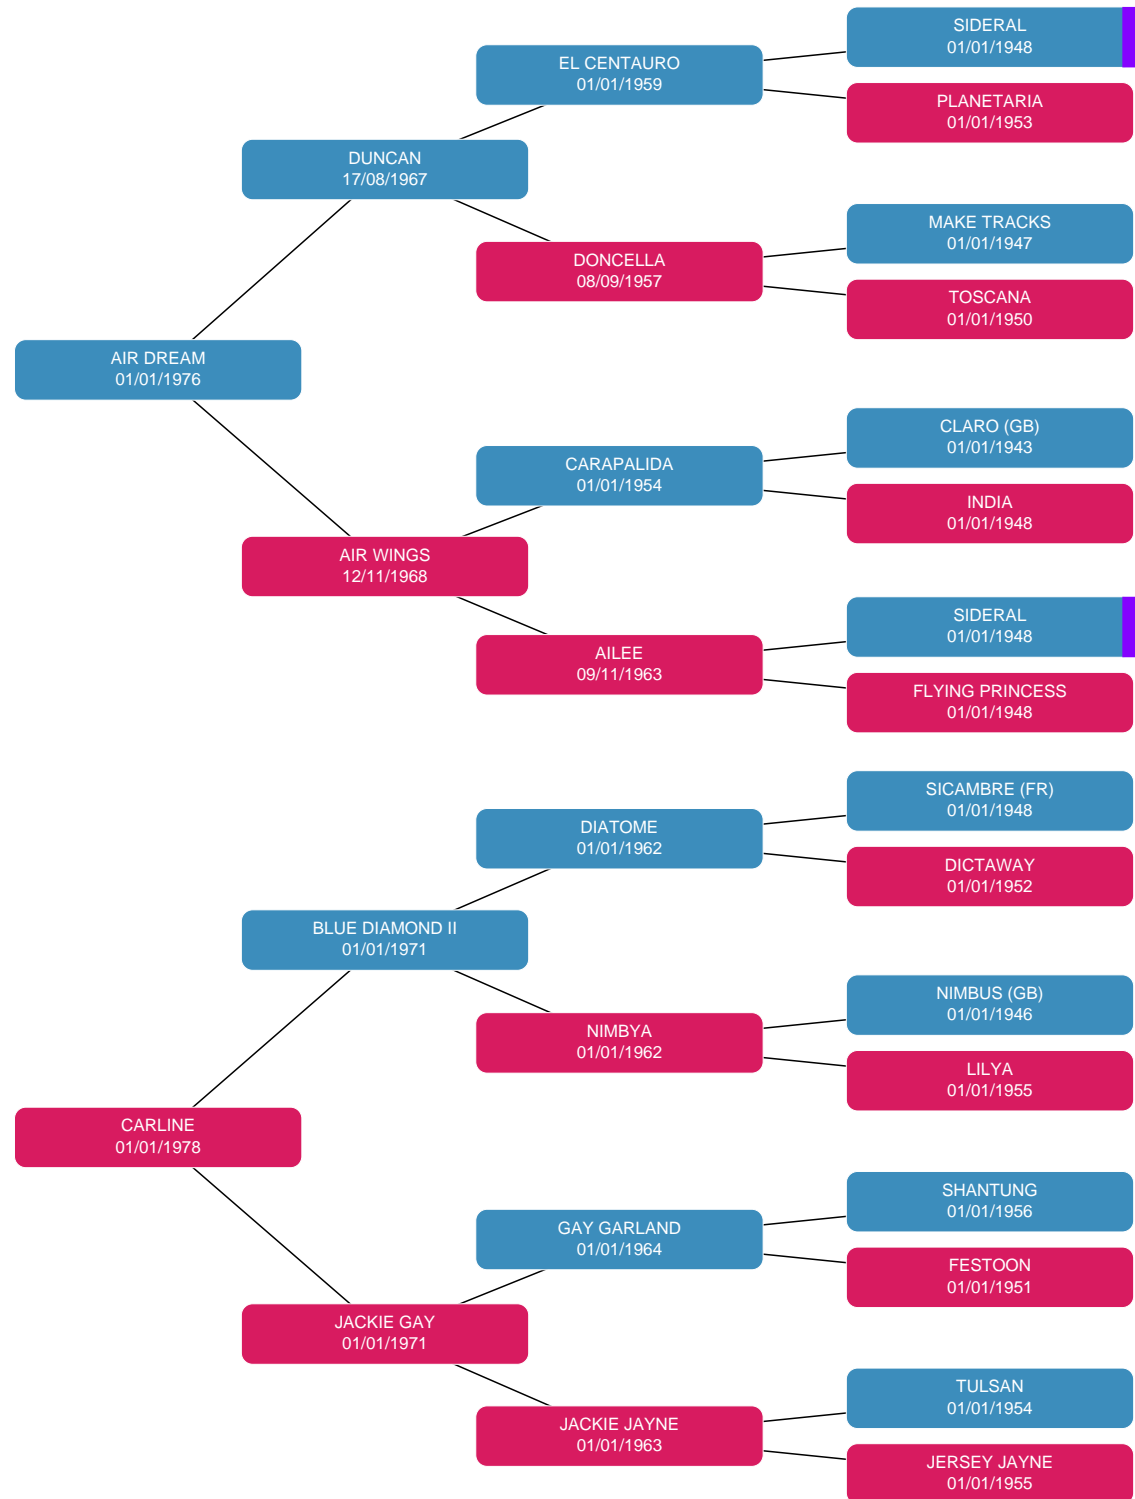 SIDERAL
01/01/1948
EL CENTAURO
01/01/1959
PLANETARIA
01/01/1953
DUNCAN
17/08/1967
MAKE TRACKS
01/01/1947
DONCELLA
08/09/1957
TOSCANA
01/01/1950
AIR DREAM
01/01/1976
CLARO (GB)
01/01/1943
CARAPALIDA
01/01/1954
INDIA
01/01/1948
AIR WINGS
12/11/1968
SIDERAL
01/01/1948
AILEE
09/11/1963
FLYING PRINCESS
01/01/1948
SICAMBRE (FR)
01/01/1948
DIATOME
01/01/1962
DICTAWAY
01/01/1952
BLUE DIAMOND II
01/01/1971
NIMBUS (GB)
01/01/1946
NIMBYA
01/01/1962
LILYA
01/01/1955
CARLINE
01/01/1978
SHANTUNG
01/01/1956
GAY GARLAND
01/01/1964
FESTOON
01/01/1951
JACKIE GAY
01/01/1971
TULSAN
01/01/1954
JACKIE JAYNE
01/01/1963
JERSEY JAYNE
01/01/1955